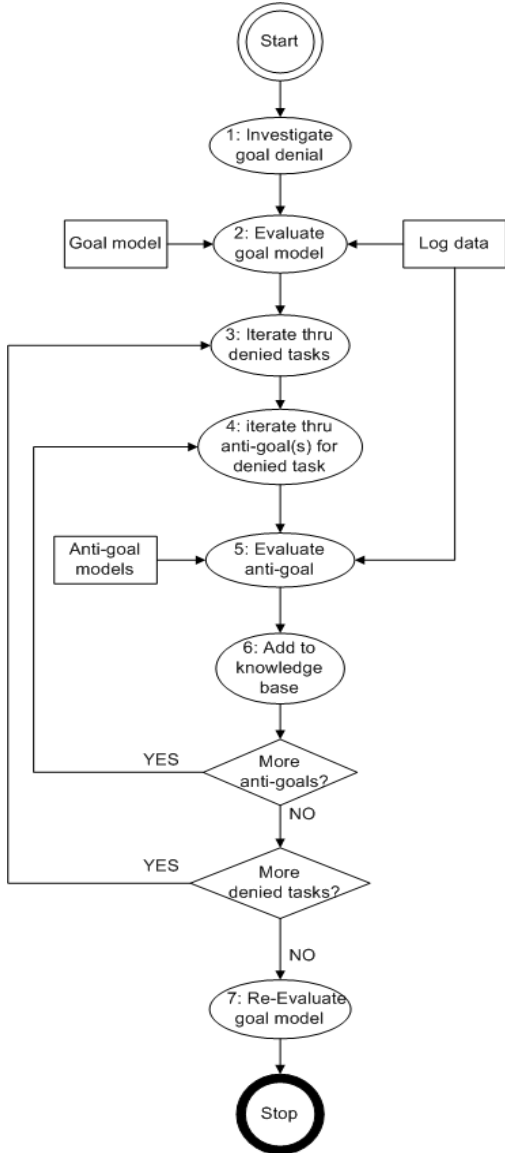 Start
1: Investigate
goal denial
Goal model
2: Evaluate
goal model
Log data
3: Iterate thru
denied tasks
4: iterate thru
anti-goal(s) for
denied task
Anti-goal
models
5: Evaluate
anti-goal
6: Add to
knowledge
base
YES
More
anti-goals?
NO
YES
More
denied tasks?
NO
7: Re-Evaluate
goal model
Stop